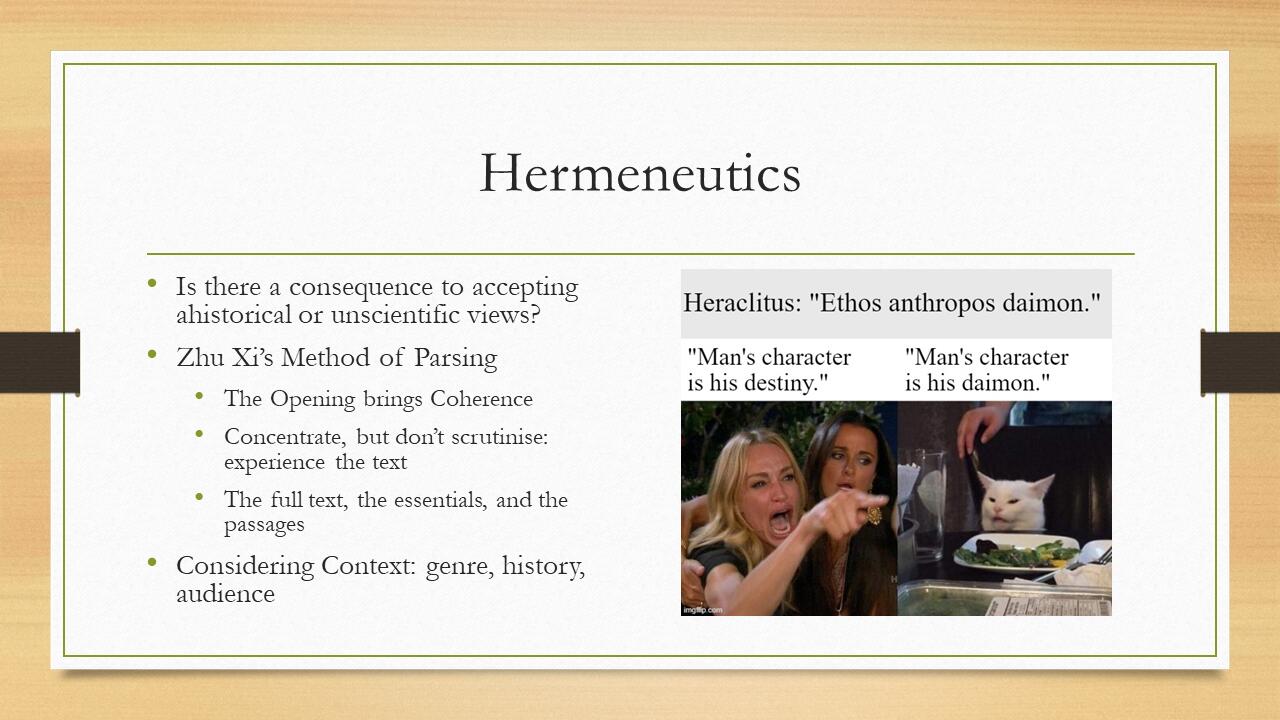 Hermeneutics
Is there a consequence to accepting
ahistorical or unscientific views?
Zhu Xi’s Method of Parsing
The Opening brings Coherence
Concentrate, but don’t scrutinise:
experience the text
The full text, the essentials, and the
passages
Considering Context: genre, history,
audience
Heraclitus: "Ethos anthropos daimon."
"Man's character
is his destiny."
"Man's character
is his daimon."
imgflip.com